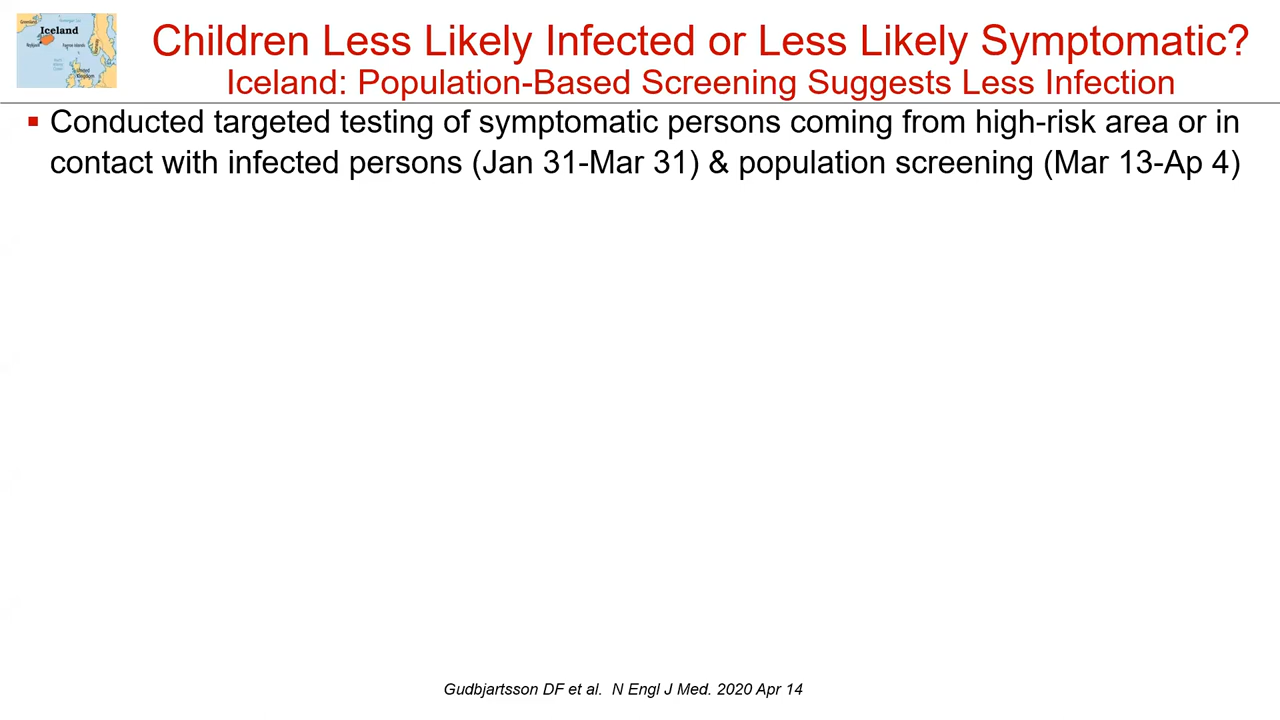 Iceland
Children Less Likely Infected or Less Likely Symptomatic?
Iceland: Population-Based Screening Suggests Less Infection
▪ Conducted targeted testing of symptomatic persons coming from high-risk area or in
contact with infected persons (Jan 31-Mar 31) & population screening (Mar 13-Ap 4)
Gudbjartsson DF et al. N Engl J Med. 2020 Apr 14